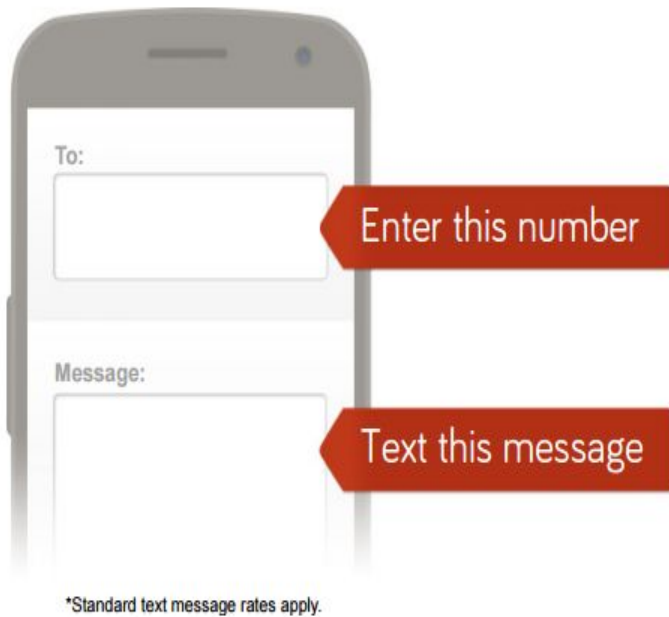 To:
Enter this number
Message:
Text this message
*Standard text message rates apply.